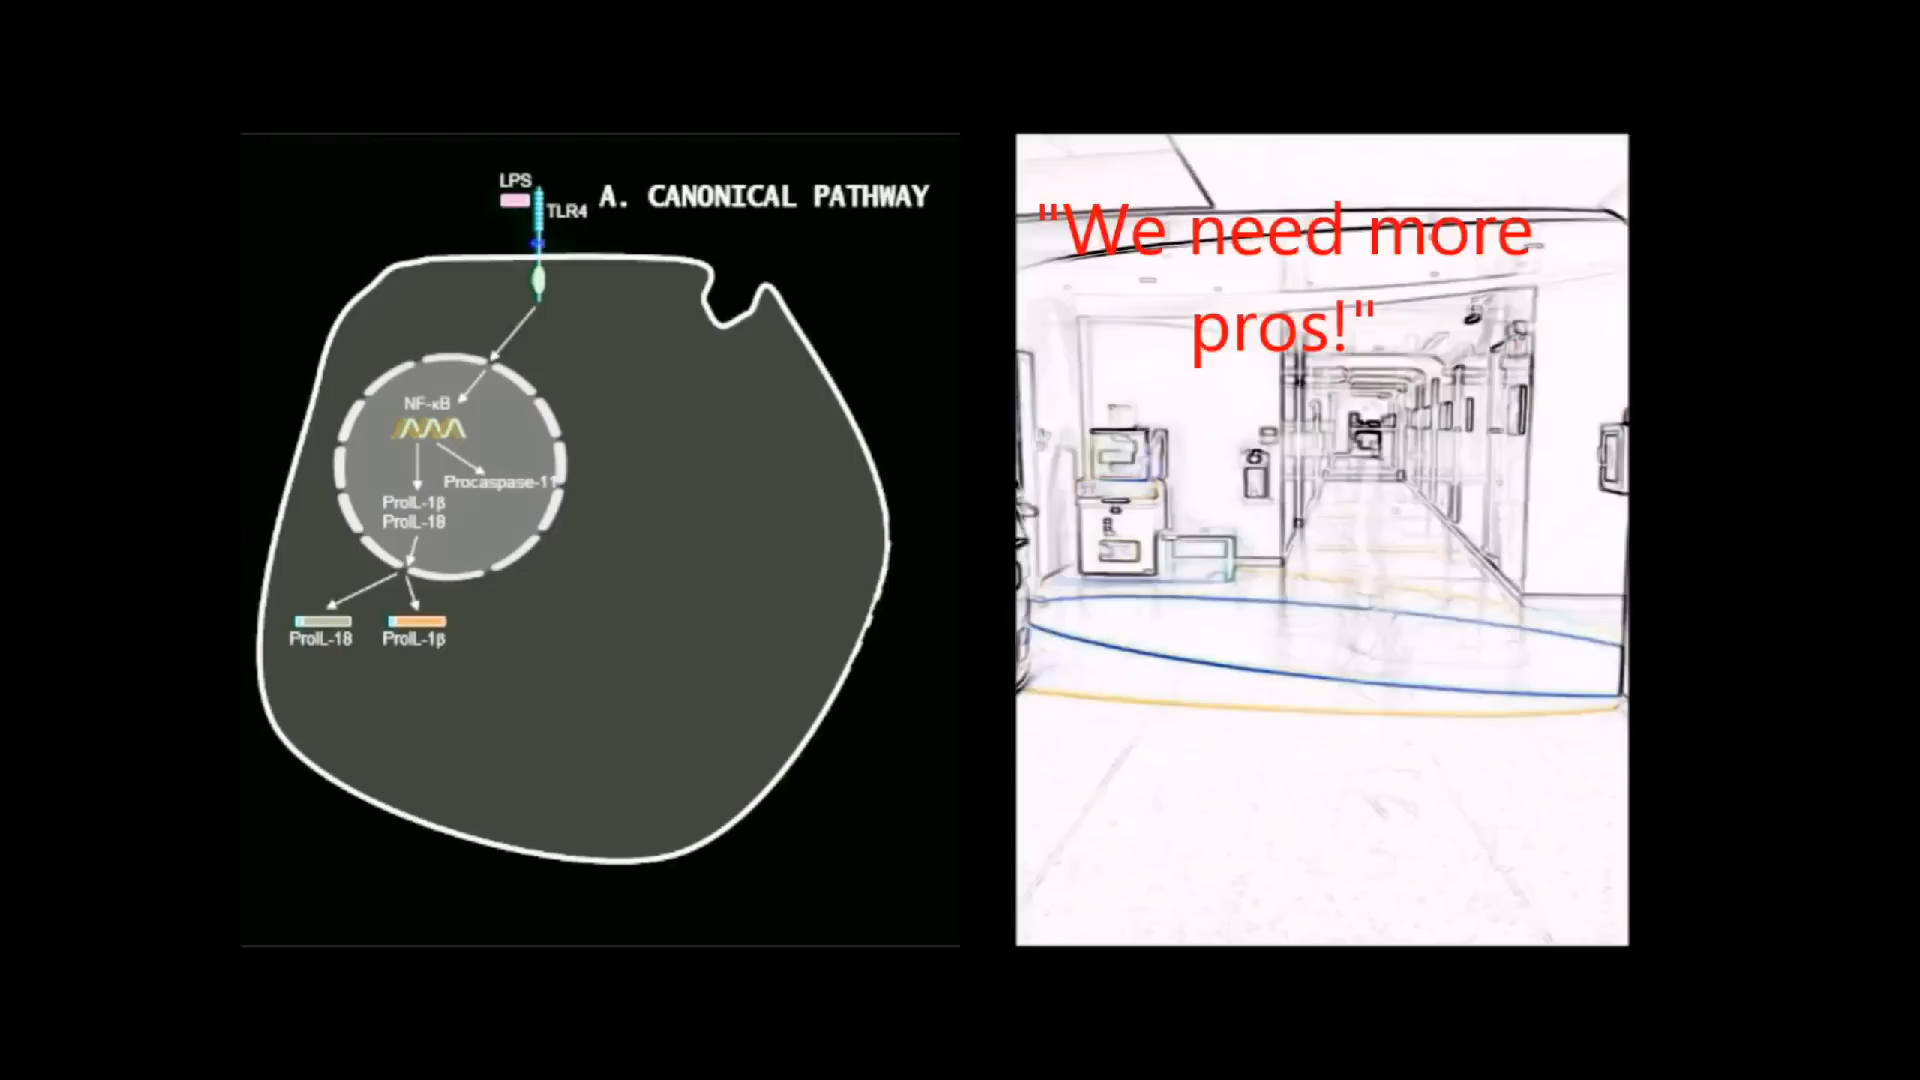 LPS
TLR4
A. CANONICAL PATHWAY
NF-κB
Procaspase-11
ProIL-1β
ProIL-18
ProIL-18
ProIL-1β
"We need more
pros!"